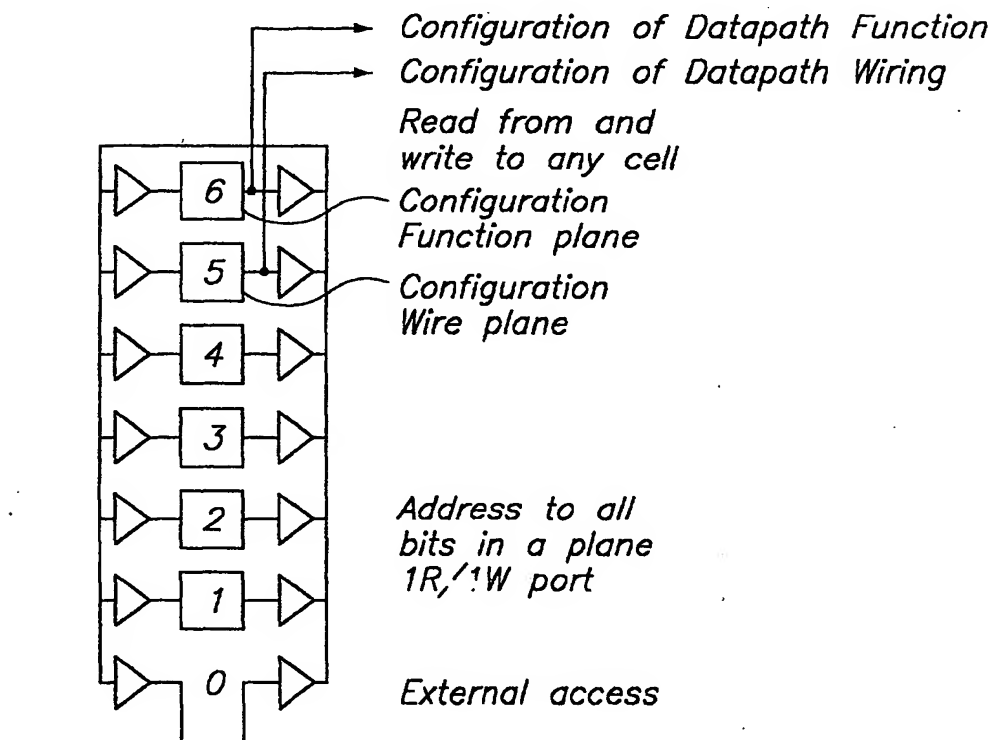 Configuration of Datapath Function
Configuration of Datapath Wiring
Read from and
write to any cell
6
Configuration
Function plane
5
Configuration
Wire plane
4
3
2
Address to all
bits in a plane
1R/1W port
1
0
External access